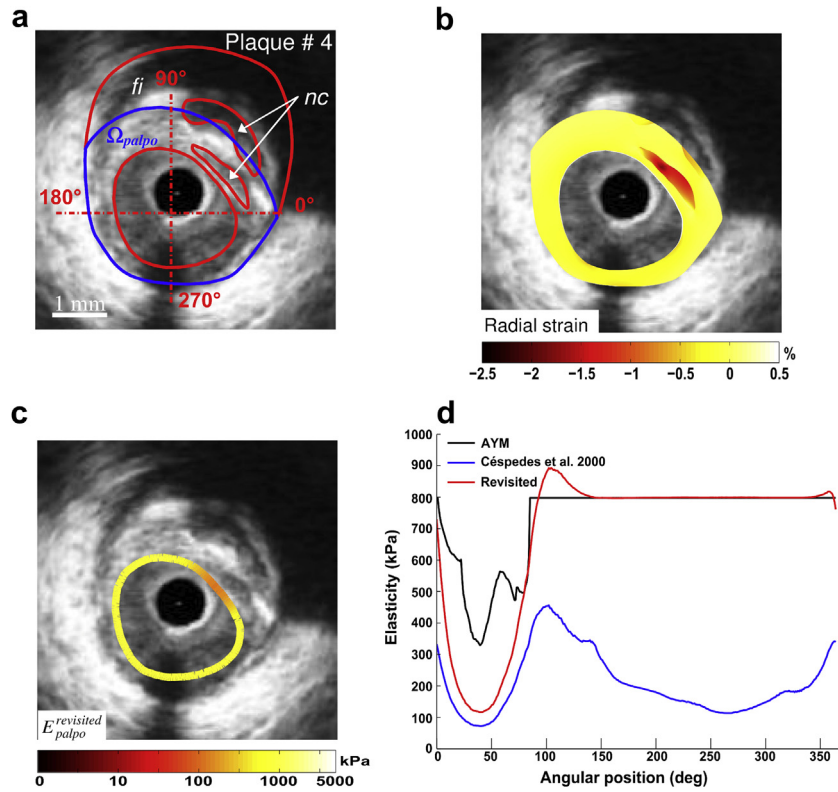 a
Plaque # 4
fi
90°
nc
Ωpalpo
180°
0°
270°
1 mm
b
Radial strain
%
−2.5 −2 −1.5 −1 −0.5 0 0.5
c
E revisited palpo
kPa
0 10 100 1000 5000
d
1000
900
800
700
600
500
400
300
200
100
0
Elasticity (kPa)
AYM
Céspedes et al. 2000
Revisited
0 50 100 150 200 250 300 350
Angular position (deg)